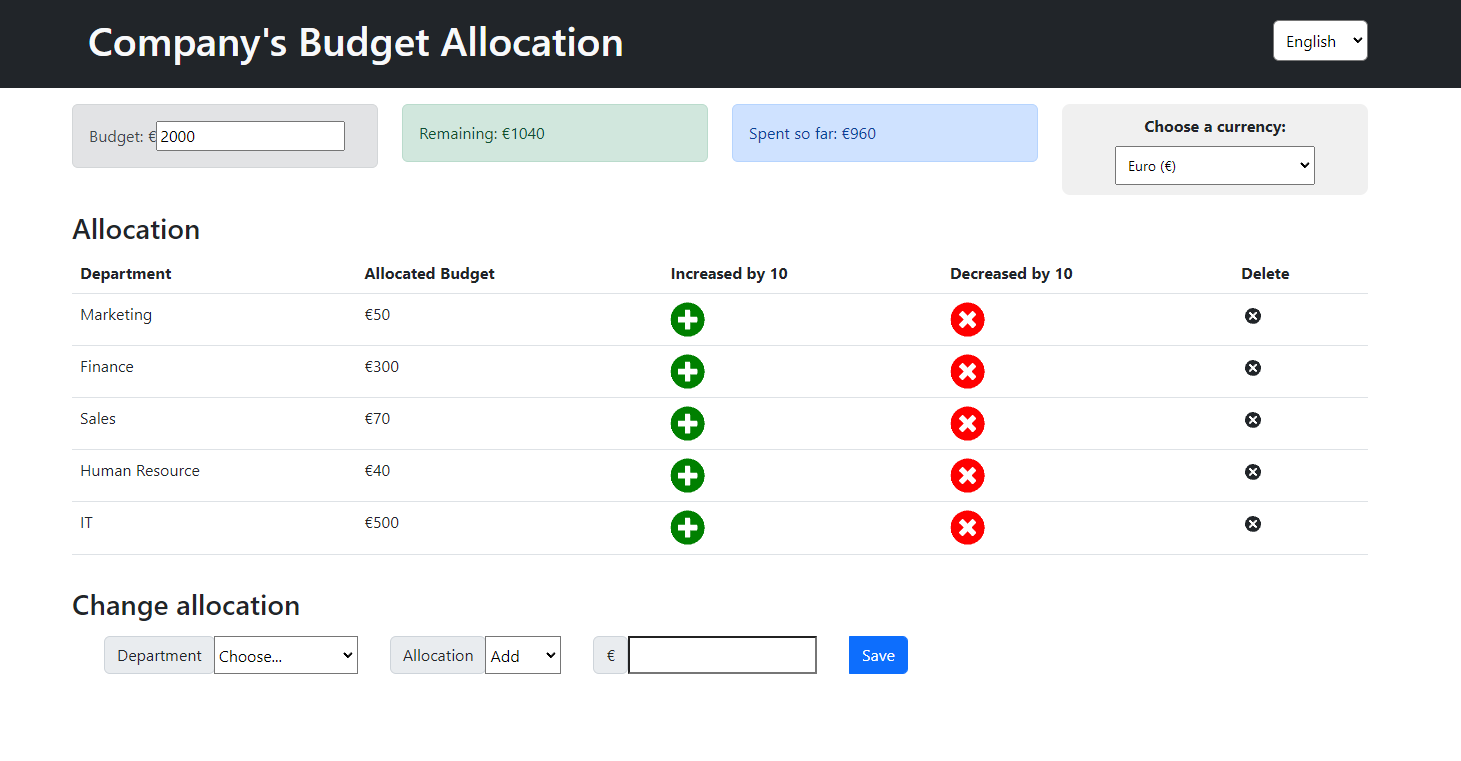 Company's Budget Allocation
English
Budget: €2000
Remaining: €1040
Spent so far: €960
Choose a currency:
Euro (€)
Allocation
Department Allocated Budget Increased by 10 Decreased by 10 Delete
Marketing €50
Finance €300
Sales €70
Human Resource €40
IT €500
Change allocation
Department Choose... Allocation Add € Save